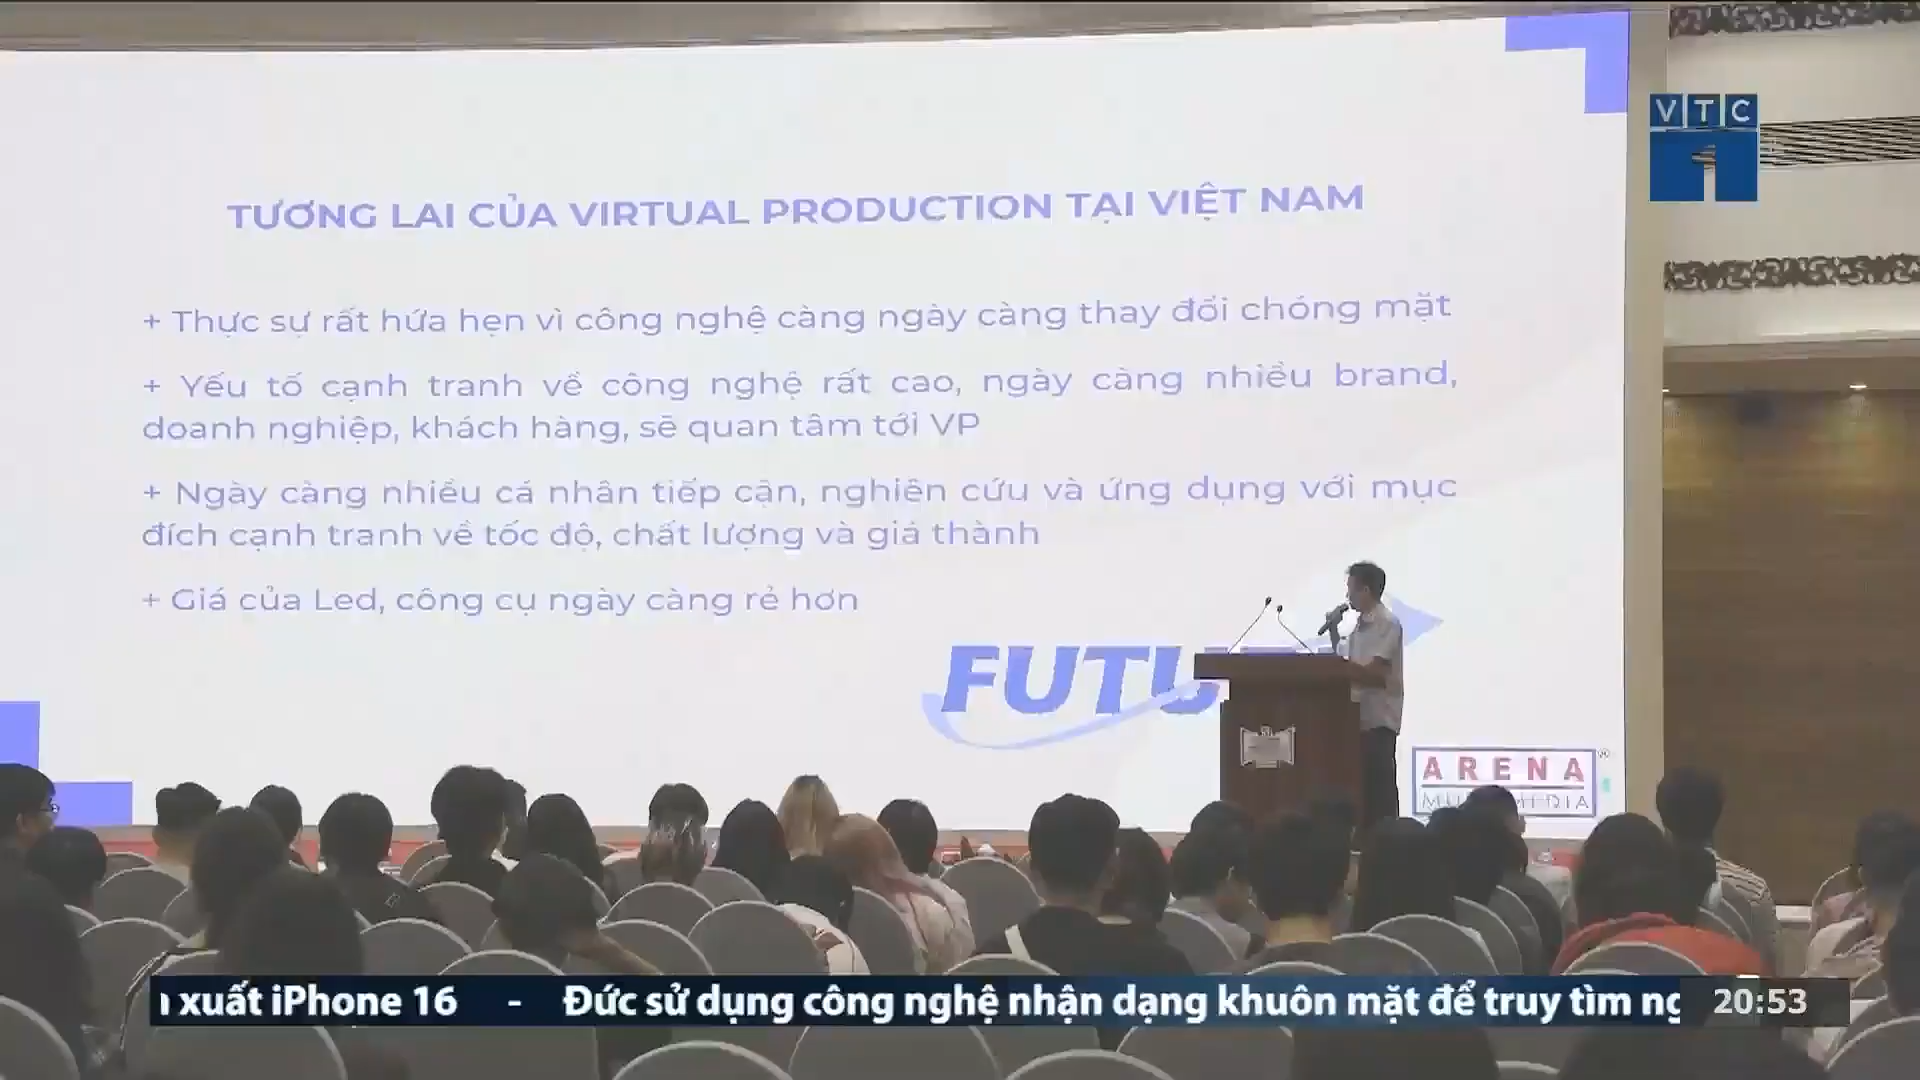 VTC
1
TƯƠNG LAI CỦA VIRTUAL PRODUCTION TẠI VIỆT NAM
+ Thực sự rất hứa hẹn vì công nghệ càng ngày càng thay đổi chóng mặt
+ Yếu tố cạnh tranh về công nghệ rất cao, ngày càng nhiều brand,
doanh nghiệp, khách hàng, sẽ quan tâm tới VP
+ Ngày càng nhiều cá nhân tiếp cận, nghiên cứu và ứng dụng với mục
đích cạnh tranh về tốc độ, chất lượng và giá thành
+ Giá của Led, công cụ ngày càng rẻ hơn
FUTU
ARENA
®
xuất iPhone 16 - Đức sử dụng công nghệ nhận dạng khuôn mặt để truy tìm
20:53